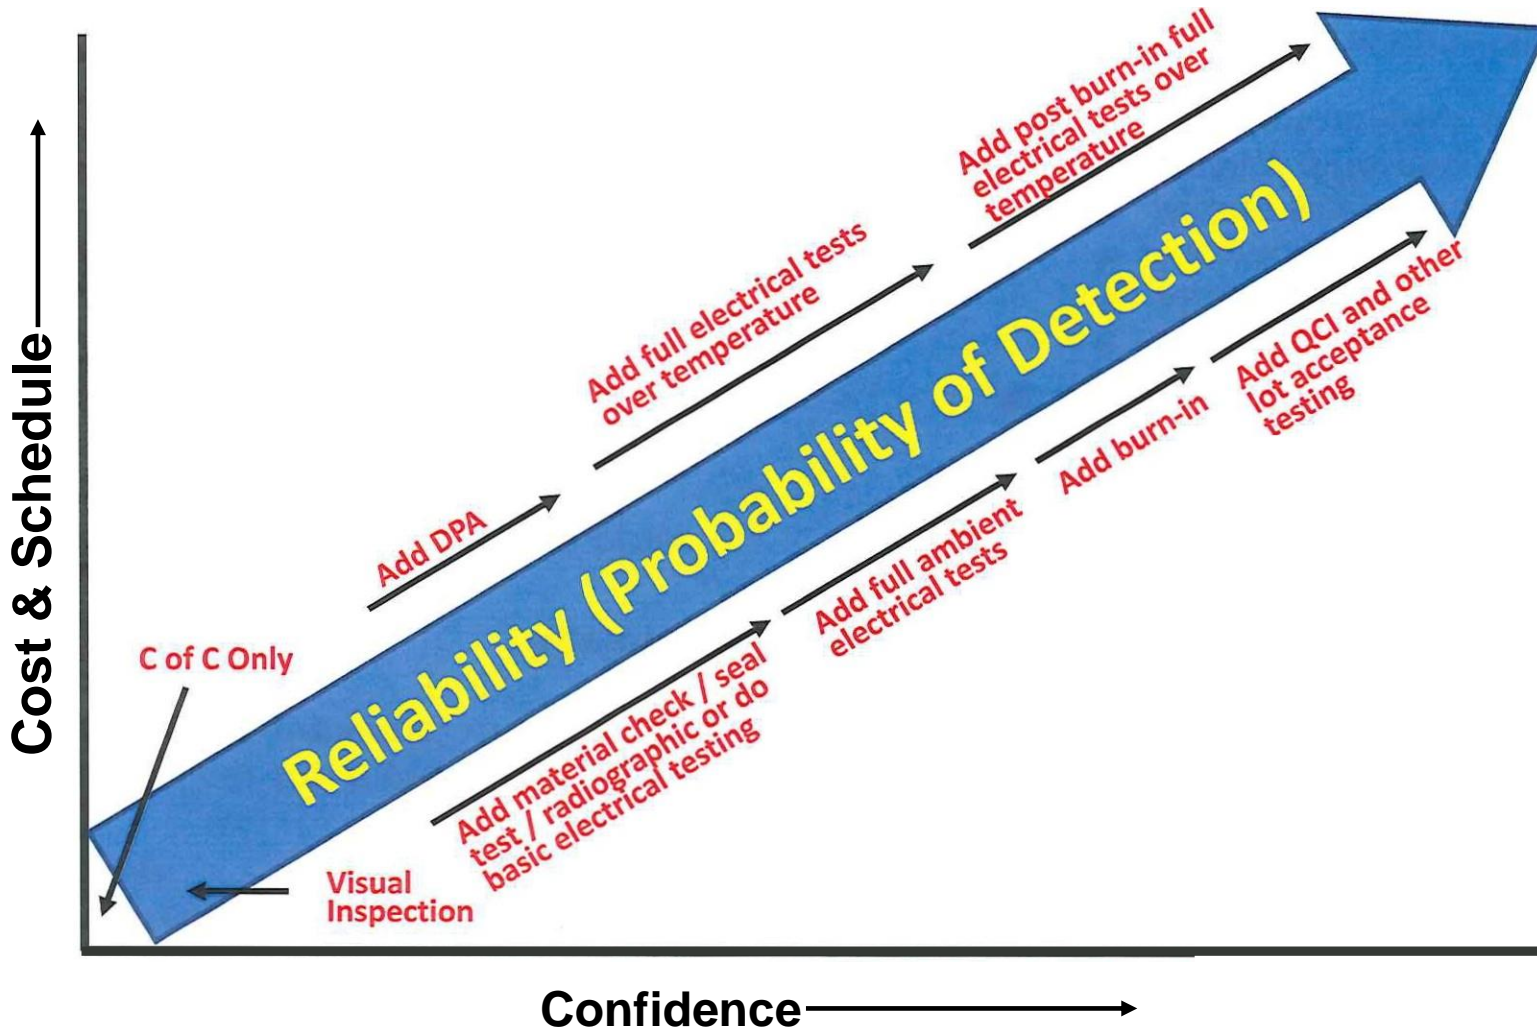 Add post burn-in full
electrical tests over
temperature
Add full electrical tests
over temperature
Add DPA
C of C Only
Reliability (Probability of Detection)
Visual
Inspection
Add material check / seal
test / radiographic or do
basic electrical testing
Add full ambient
electrical tests
Add burn-in
Add QCI and other
lot acceptance
testing
Cost & Schedule
Confidence